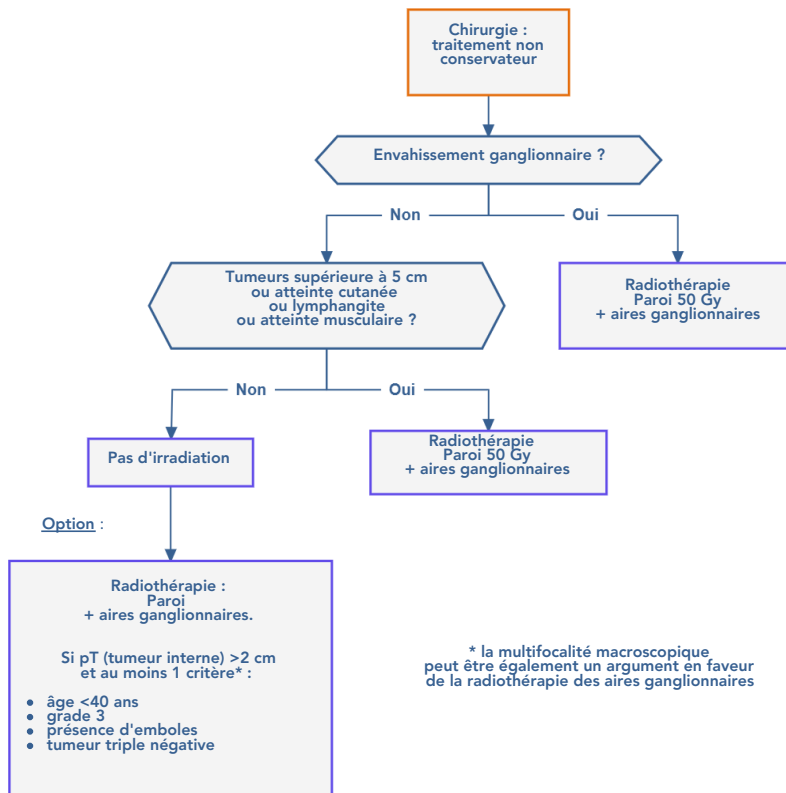 Chirurgie :
traitement non
conservateur
Envahissement ganglionnaire ?
Non
Oui
Tumeurs supérieure à 5 cm
ou atteinte cutanée
ou lymphangite
ou atteinte musculaire ?
Radiothérapie
Paroi 50 Gy
+ aires ganglionnaires
Non
Oui
Pas d'irradiation
Radiothérapie
Paroi 50 Gy
+ aires ganglionnaires
Option :
Radiothérapie :
Paroi
+ aires ganglionnaires.
Si pT (tumeur interne) >2 cm
et au moins 1 critère* :
• âge <40 ans
• grade 3
• présence d'emboles
• tumeur triple négative
* la multifocalité macroscopique
peut être également un argument en faveur
de la radiothérapie des aires ganglionnaires